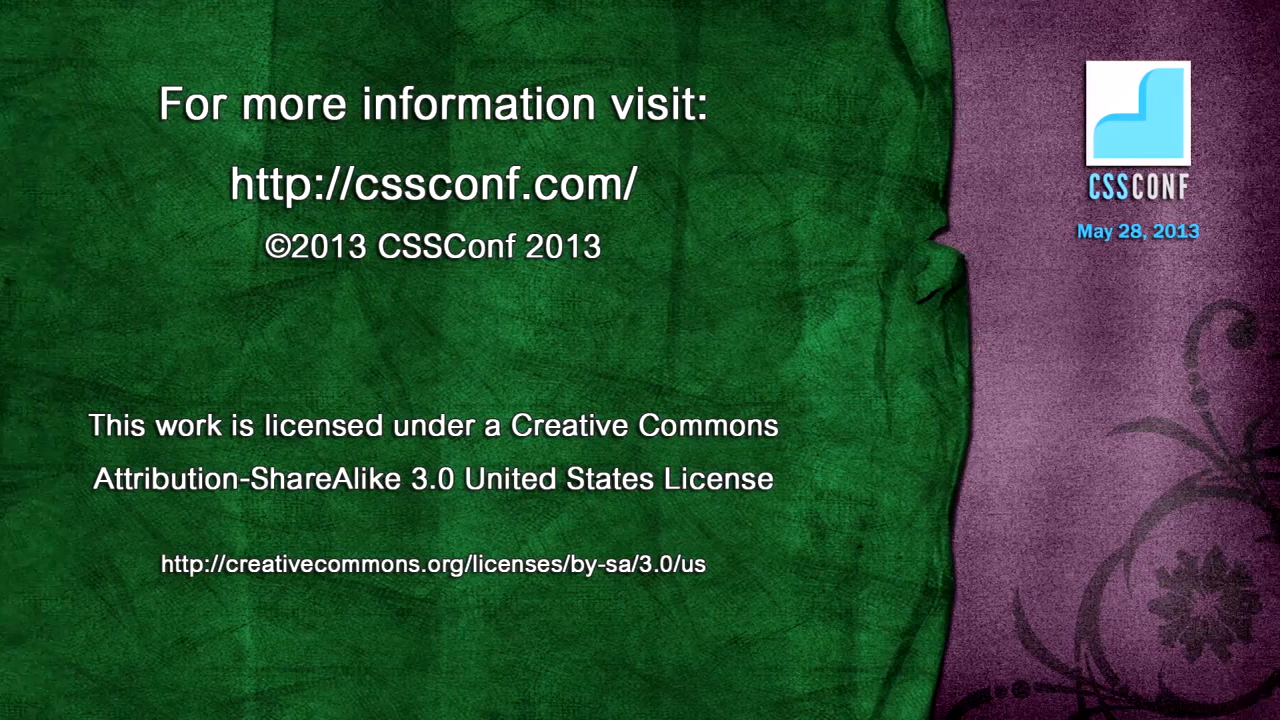 For more information visit:
http://cssconf.com/
©2013 CSSConf 2013
This work is licensed under a Creative Commons
Attribution-ShareAlike 3.0 United States License
http://creativecommons.org/licenses/by-sa/3.0/us
CSSCONF
May 28, 2013